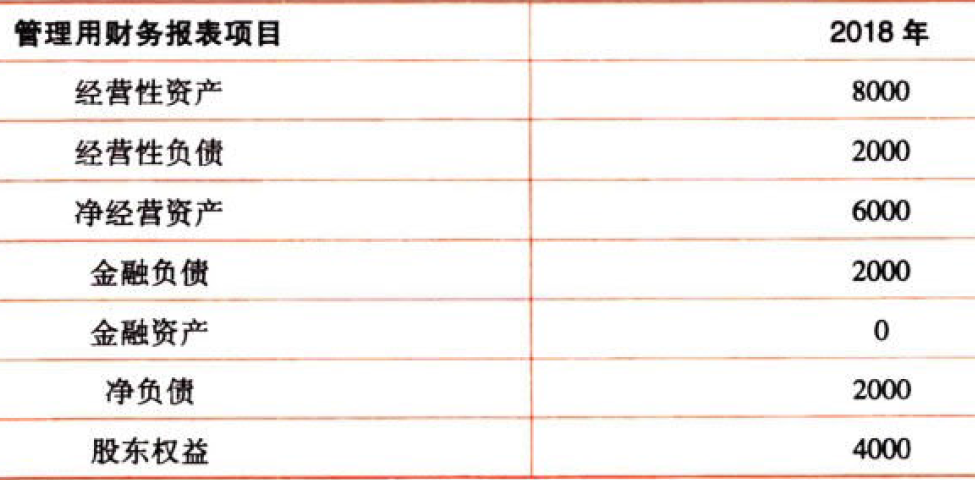 管理用财务报表项目 2018 年
经营性资产 8000
经营性负债 2000
净经营资产 6000
金融负债 2000
金融资产 0
净负债 2000
股东权益 4000